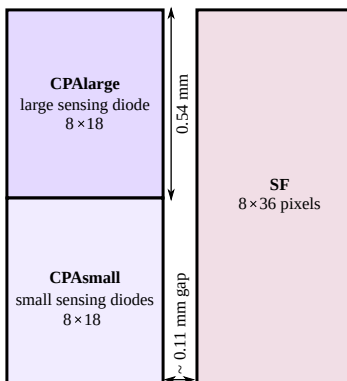 CPAlarge
large sensing diode
8×18
0.54 mm
SF
8×36 pixels
CPAsmall
small sensing diodes
8×18
~ 0.11 mm gap